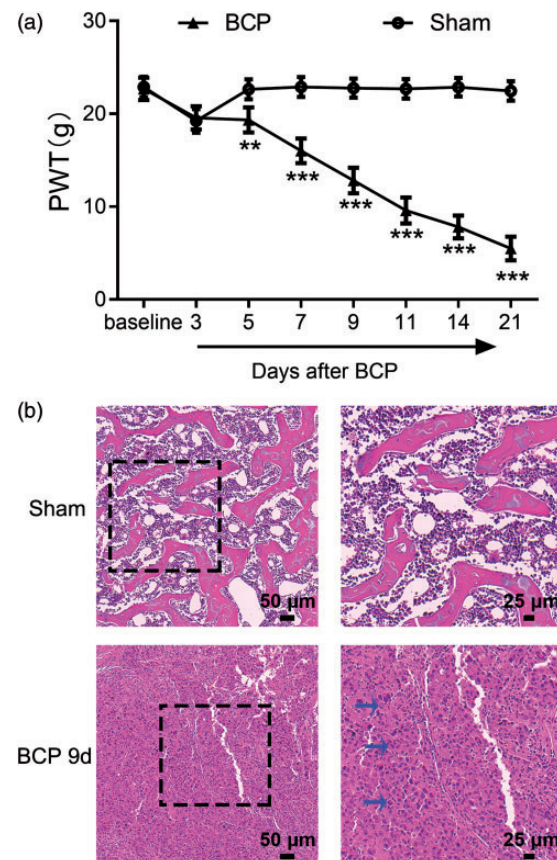 (a)
30
BCP
Sham
20
10
0
PWT(g)
**
***
***
***
***
***
baseline 3 5 7 9 11 14 21
Days after BCP
(b)
Sham
50 μm
25 μm
BCP 9d
50 μm
25 μm